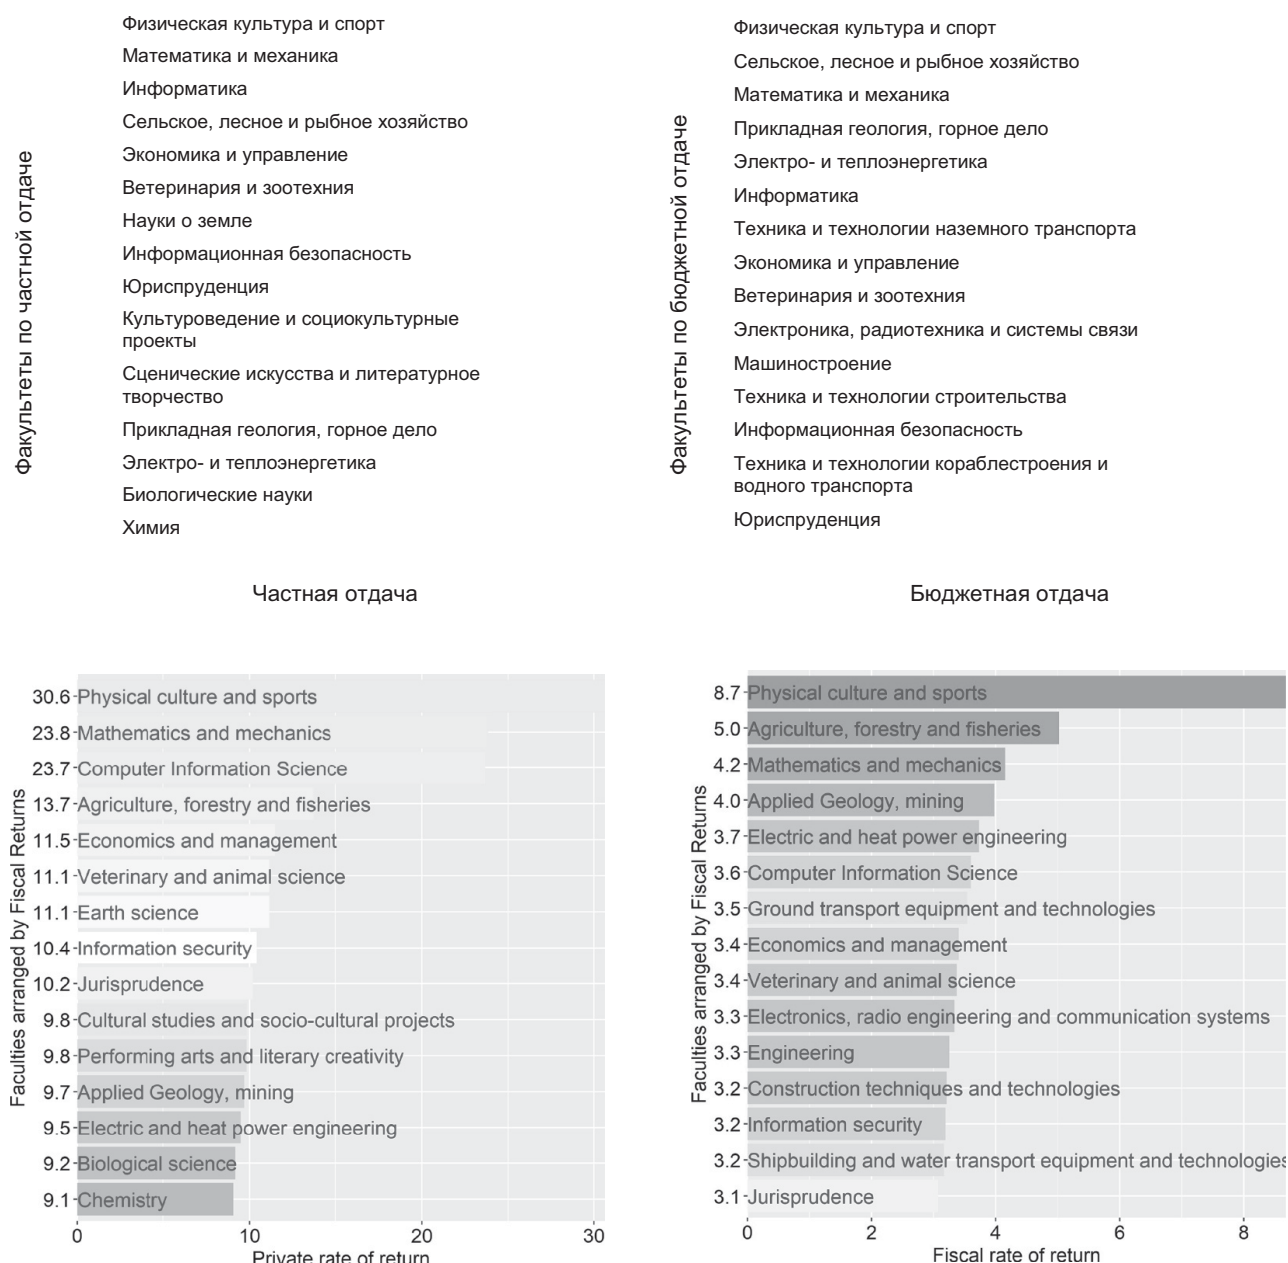 Факультеты по частной отдаче
Физическая культура и спорт
Математика и механика
Информатика
Сельское, лесное и рыбное хозяйство
Экономика и управление
Ветеринария и зоотехния
Науки о земле
Информационная безопасность
Юриспруденция
Культуроведение и социокультурные
проекты
Сценические искусства и литературное
творчество
Прикладная геология, горное дело
Электро- и теплоэнергетика
Биологические науки
Химия
Частная отдача
Факультеты по бюджетной отдаче
Физическая культура и спорт
Сельское, лесное и рыбное хозяйство
Математика и механика
Прикладная геология, горное дело
Электро- и теплоэнергетика
Информатика
Техника и технологии наземного транспорта
Экономика и управление
Ветеринария и зоотехния
Электроника, радиотехника и системы связи
Машиностроение
Техника и технологии строительства
Информационная безопасность
Техника и технологии кораблестроения и
водного транспорта
Юриспруденция
Бюджетная отдача
Faculties arranged by Fiscal Returns
30.6 Physical culture and sports
23.8 Mathematics and mechanics
23.7 Computer Information Science
13.7 Agriculture, forestry and fisheries
11.5 Economics and management
11.1 Veterinary and animal science
11.1 Earth science
10.4 Information security
10.2 Jurisprudence
9.8 Cultural studies and socio-cultural projects
9.8 Performing arts and literary creativity
9.7 Applied Geology, mining
9.5 Electric and heat power engineering
9.2 Biological science
9.1 Chemistry
0 10 20 30
Private rate of return
Faculties arranged by Fiscal Returns
8.7 Physical culture and sports
5.0 Agriculture, forestry and fisheries
4.2 Mathematics and mechanics
4.0 Applied Geology, mining
3.7 Electric and heat power engineering
3.6 Computer Information Science
3.5 Ground transport equipment and technologies
3.4 Economics and management
3.4 Veterinary and animal science
3.3 Electronics, radio engineering and communication systems
3.3 Engineering
3.2 Construction techniques and technologies
3.2 Information security
3.2 Shipbuilding and water transport equipment and technologies
3.1 Jurisprudence
0 2 4 6 8
Fiscal rate of return